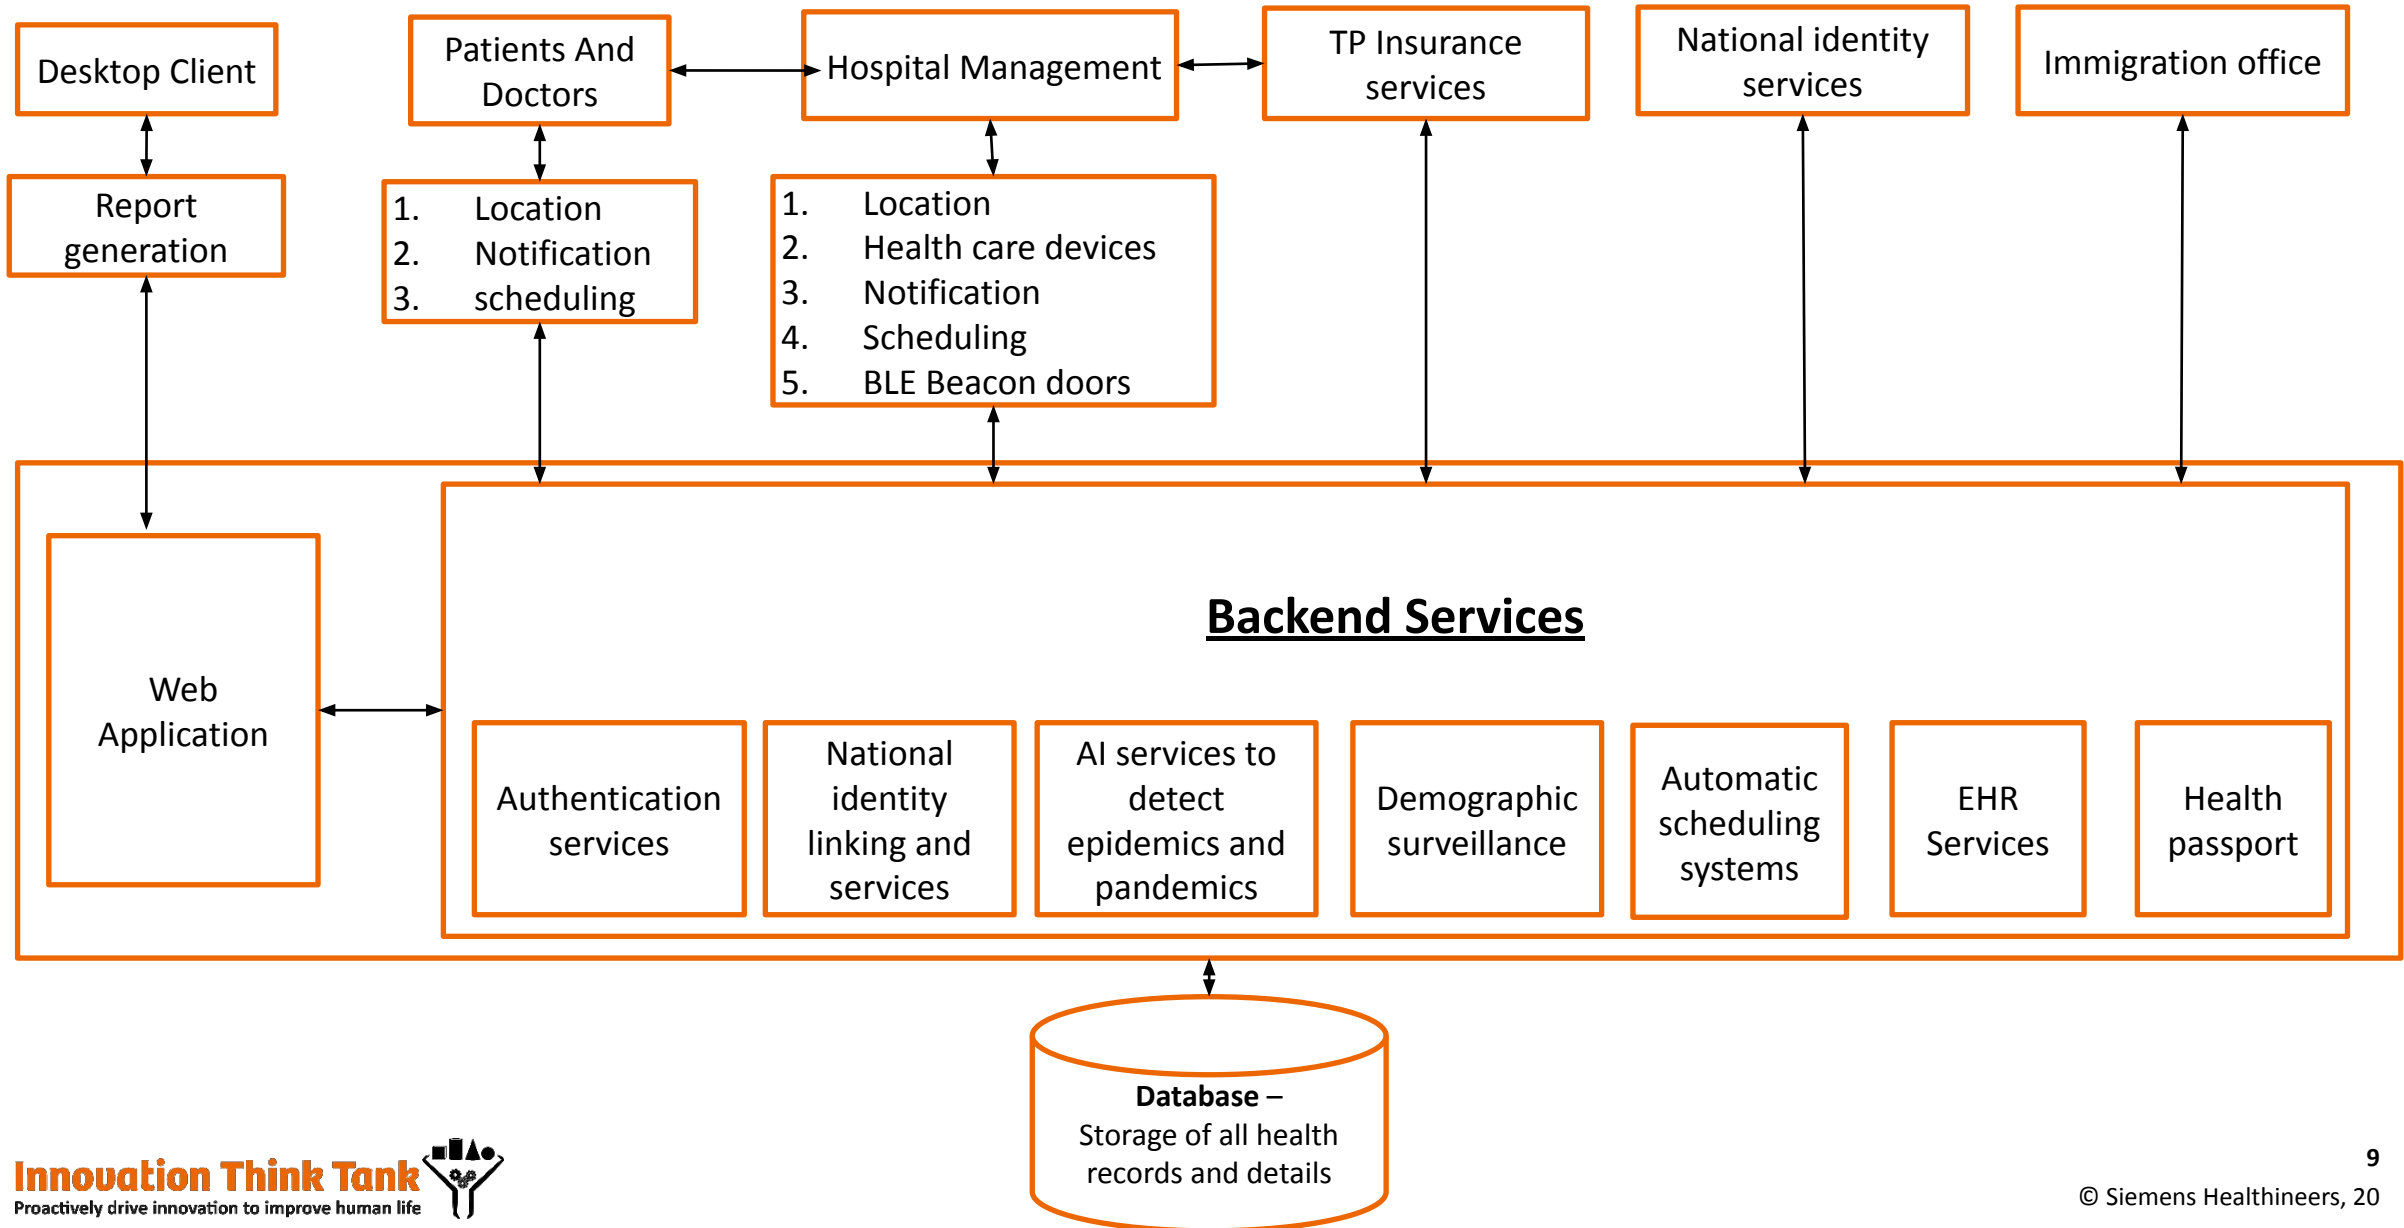 Desktop Client
Patients And
Doctors
Hospital Management
TP Insurance
services
National identity
services
Immigration office
Report
generation
1. Location
2. Notification
3. scheduling
1. Location
2. Health care devices
3. Notification
4. Scheduling
5. BLE Beacon doors
Backend Services
Web
Application
Authentication
services
National
identity
linking and
services
AI services to
detect
epidemics and
pandemics
Demographic
surveillance
Automatic
scheduling
systems
EHR
Services
Health
passport
Database –
Storage of all health
records and details
Innovation Think Tank
Proactively drive innovation to improve human life
9
© Siemens Healthineers, 20